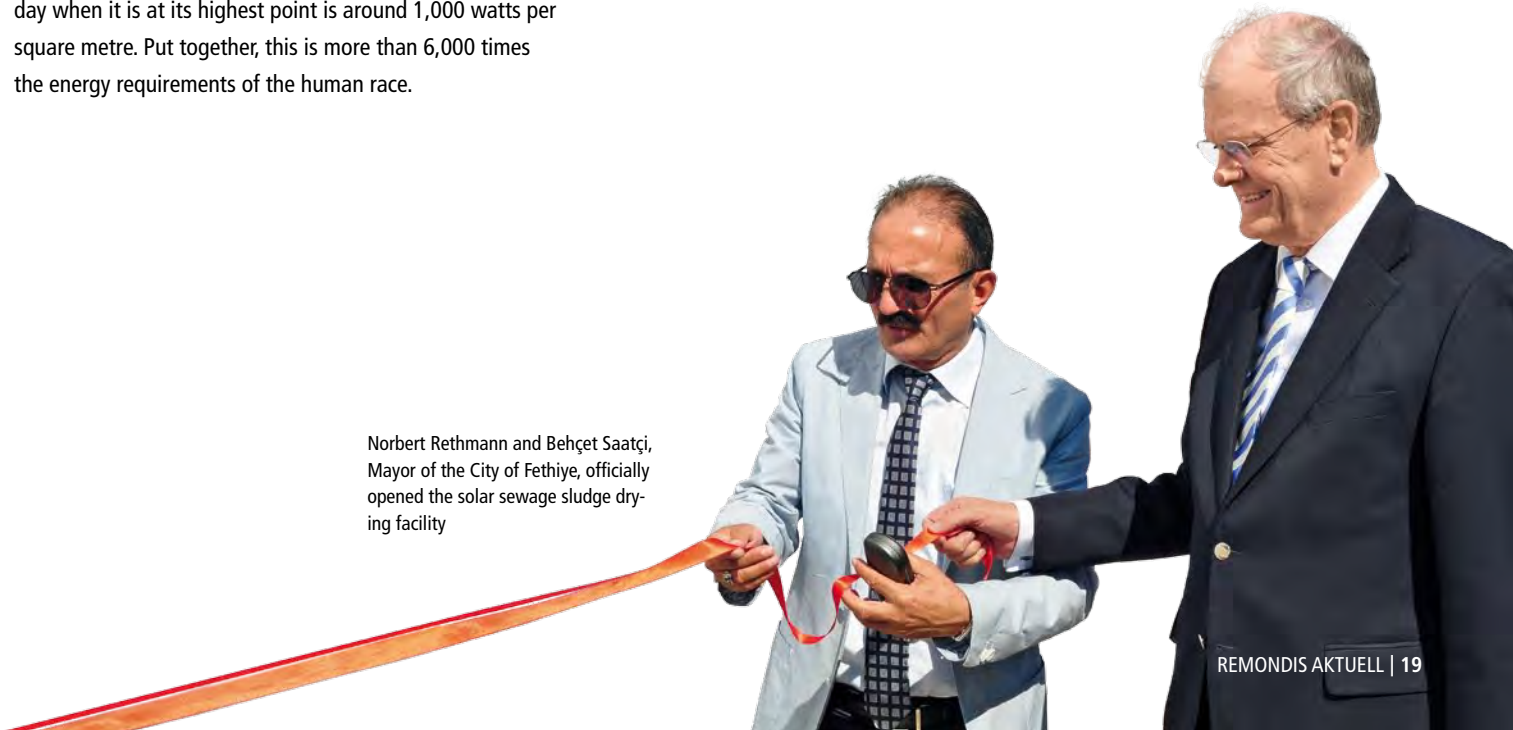 day when it is at its highest point is around 1,000 watts per
square metre. Put together, this is more than 6,000 times
the energy requirements of the human race.
Norbert Rethmann and Behçet Saatçi,
Mayor of the City of Fethiye, officially
opened the solar sewage sludge dry-
ing facility
REMONDIS AKTUELL | 19